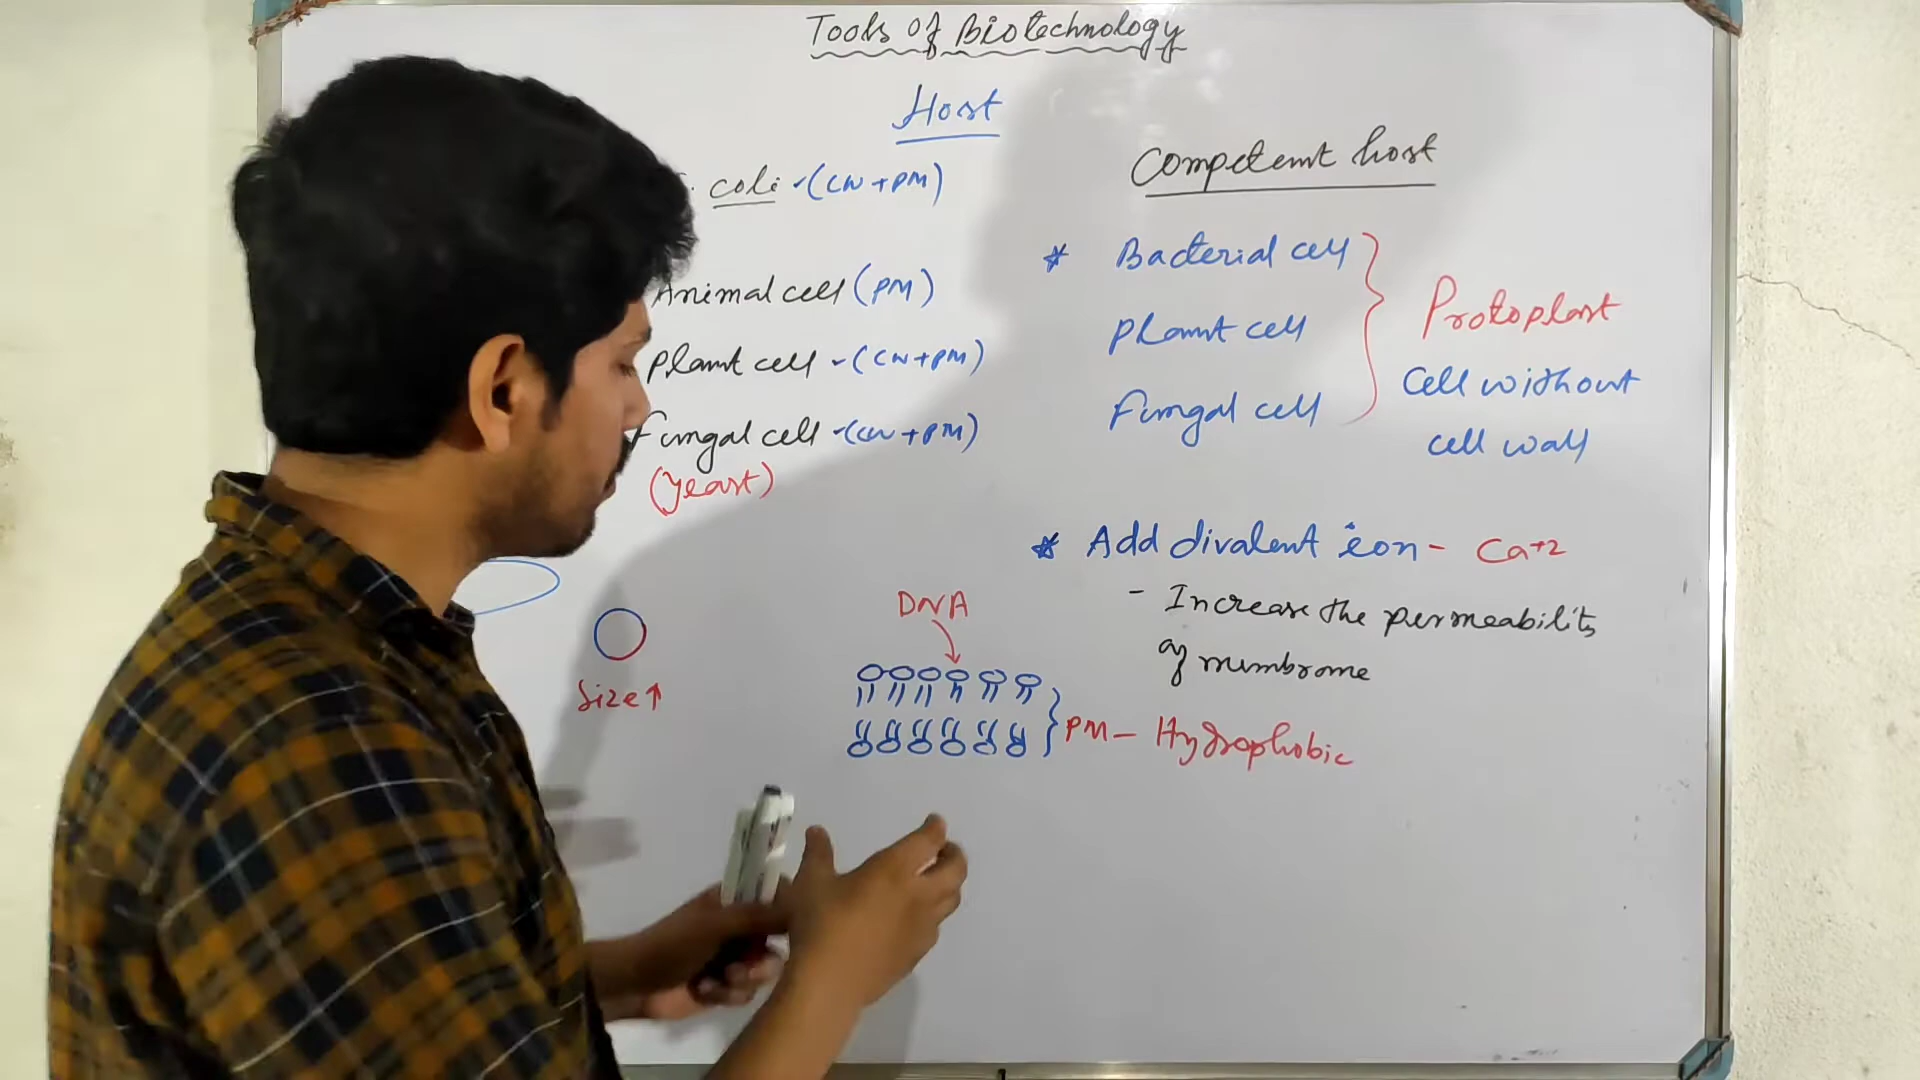 Tools of Biotechnology
Host
coli - (CW + PM)
Animal cell (PM)
Plant cell - (CW + PM)
Fungal cell - (CW + PM)
(Yeast)
Size ↑
Competent host
* Bacterial cell
Plant cell
Fungal cell
Protoplast
Cell without
cell wall
* Add divalent ion - Ca+2
- Increase the permeability
of membrane
DNA
PM - Hydrophobic